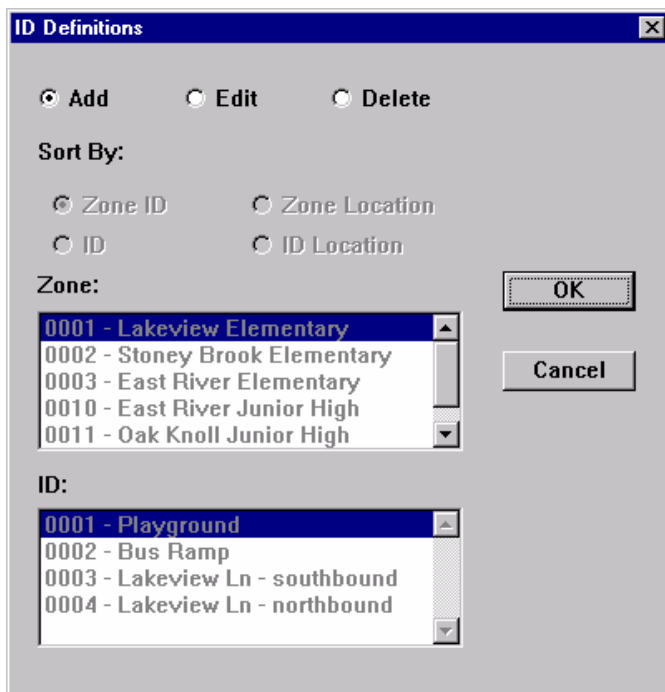 ID Definitions
Add Edit Delete
Sort By:
Zone ID Zone Location
ID ID Location
Zone:
0001 - Lakeview Elementary
0002 - Stoney Brook Elementary
0003 - East River Elementary
0010 - East River Junior High
0011 - Oak Knoll Junior High
OK
Cancel
ID:
0001 - Playground
0002 - Bus Ramp
0003 - Lakeview Ln - southbound
0004 - Lakeview Ln - northbound